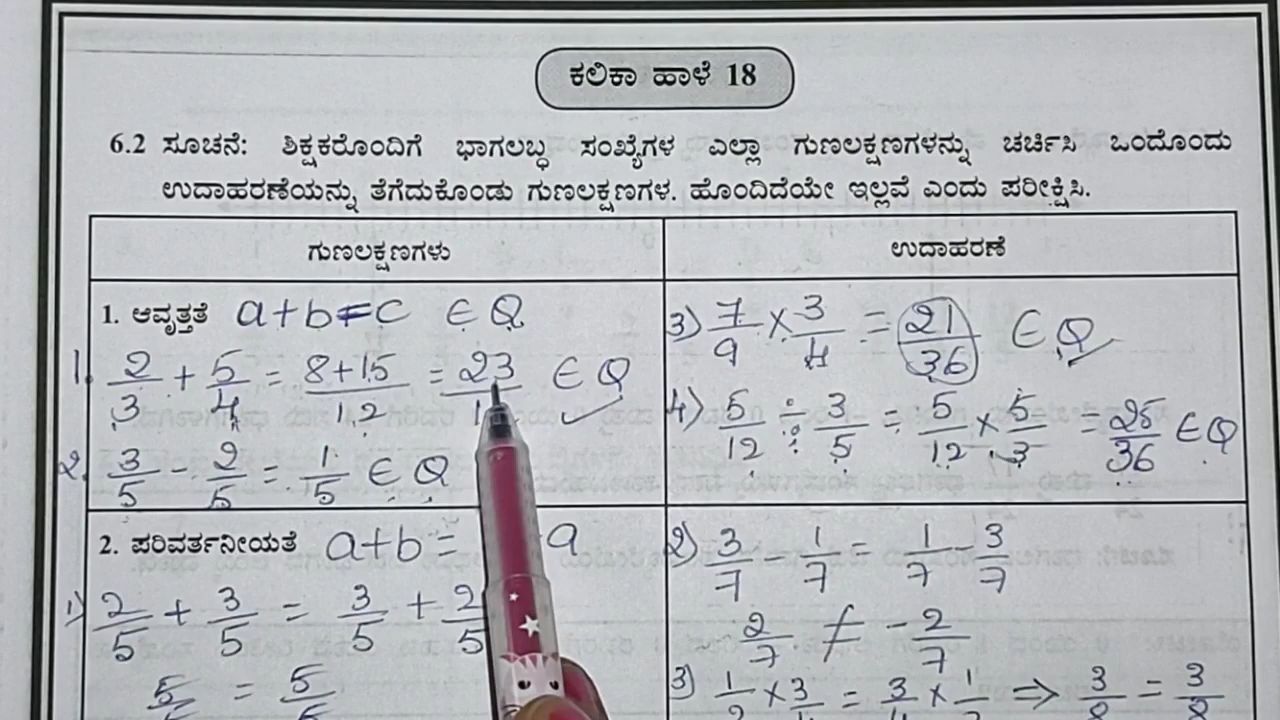 ಕಲಿಕಾ ಹಾಳೆ 18
6.2 ಸೂಚನೆ: ಶಿಕ್ಷಕರೊಂದಿಗೆ ಭಾಗಲಬ್ಧ ಸಂಖ್ಯೆಗಳ ಎಲ್ಲಾ ಗುಣಲಕ್ಷಣಗಳನ್ನು ಚರ್ಚಿಸಿ ಒಂದೊಂದು
ಉದಾಹರಣೆಯನ್ನು ತೆಗೆದುಕೊಂಡು ಗುಣಲಕ್ಷಣಗಳ. ಹೊಂದಿದೆಯೇ ಇಲ್ಲವೆ ಎಂದು ಪರೀಕ್ಷಿಸಿ.
ಗುಣಲಕ್ಷಣಗಳು
1. ಆವೃತ್ತತೆ a+b=c ∈ Q
1. 2/3 + 5/4 = 8+15/12 = 23/1 ∈ Q
2. 3/5 - 2/5 = 1/5 ∈ Q
2. ಪರಿವರ್ತನೀಯತೆ a+b= a
1) 2/5 + 3/5 = 3/5 + 2/5
5/5 = 5/5
ಉದಾಹರಣೆ
3) 7/9 × 3/4 = 21/36 ∈ Q
4) 5/12 ÷ 3/5 = 5/12 × 5/3 = 25/36 ∈ Q
2) 3/7 - 1/7 = 1/7 - 3/7
2/7 ≠ -2/7
3) 1/2 × 3/4 = 3/4 × 1/2 ⇒ 3/8 = 3/8